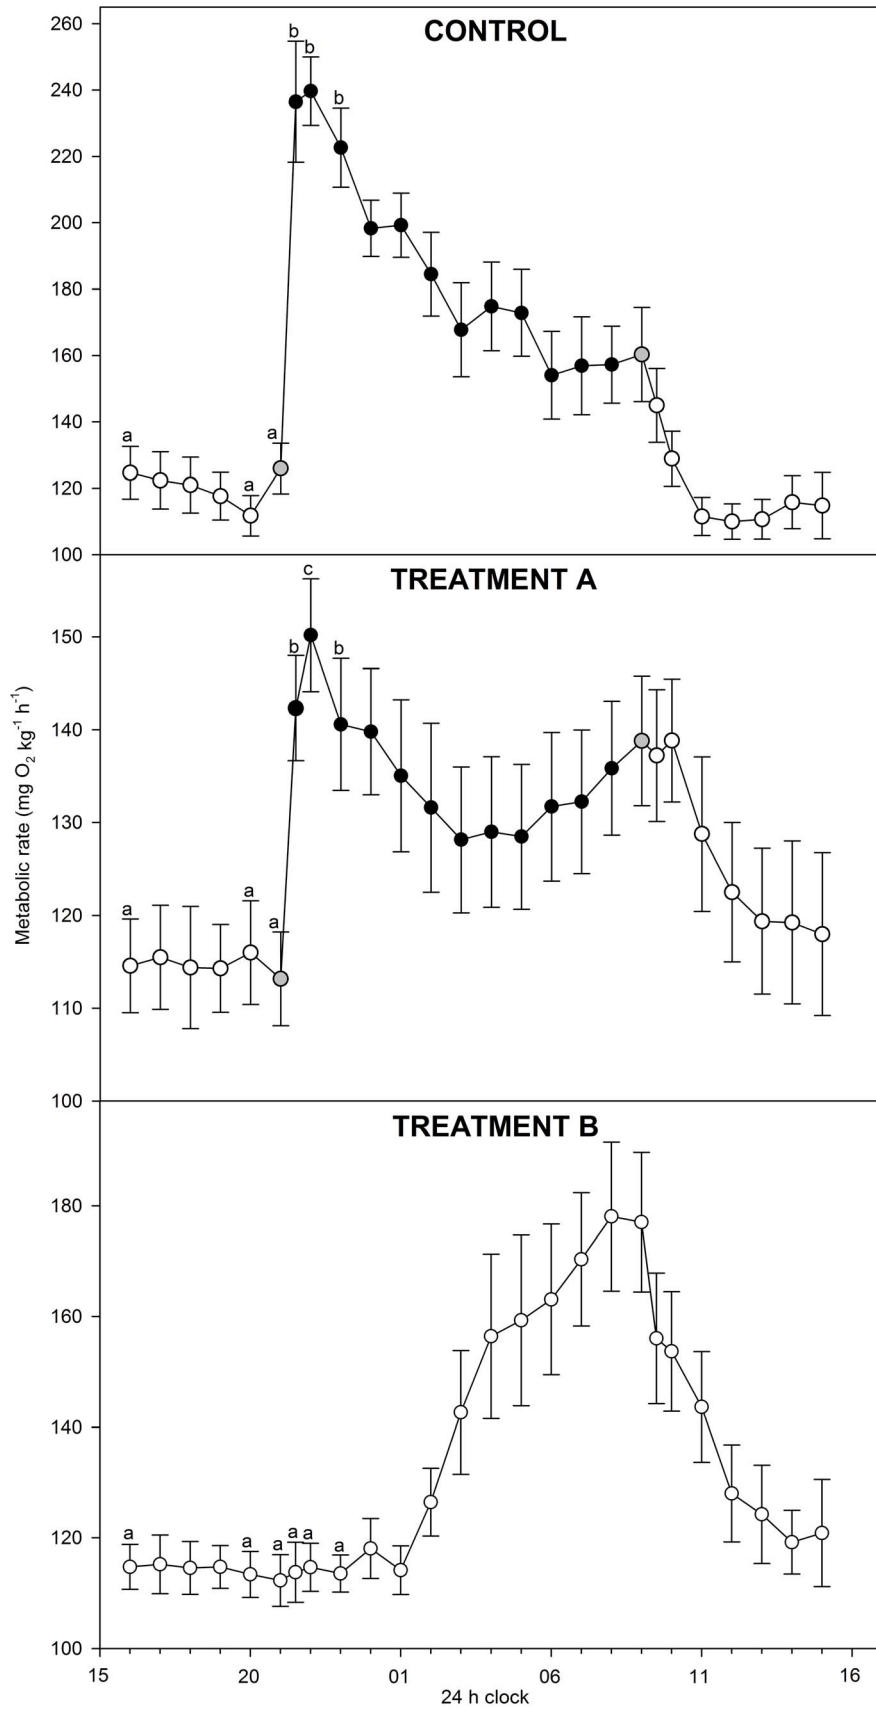 CONTROL
260
240
220
200
180
160
140
120
100
b b
b
a
a
a
TREATMENT A
150
140
130
120
110
100
c
b b
a
a
a
Metabolic rate (mg O₂ kg⁻¹ h⁻¹)
TREATMENT B
180
160
140
120
100
a a a a a a
15 20 01 06 11 16
24 h clock